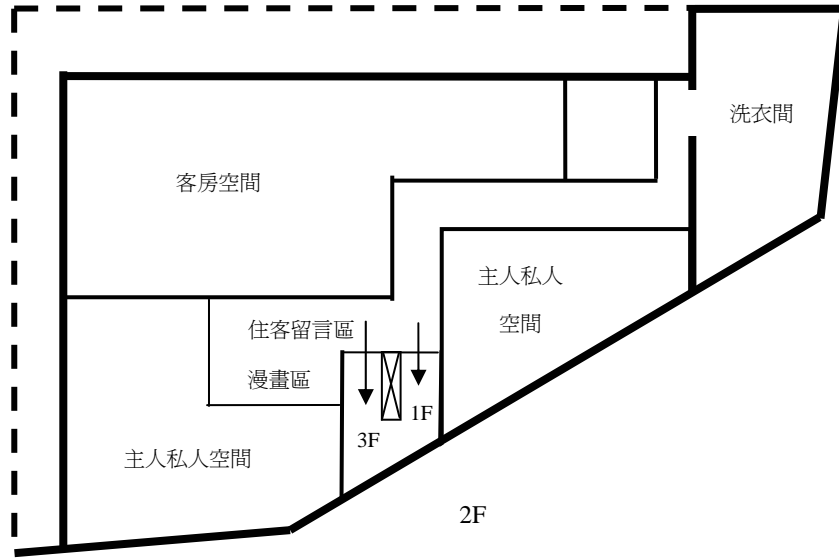 洗衣間
客房空間
主人私人
空間
住客留言區
漫畫區
1F
3F
主人私人空間
2F